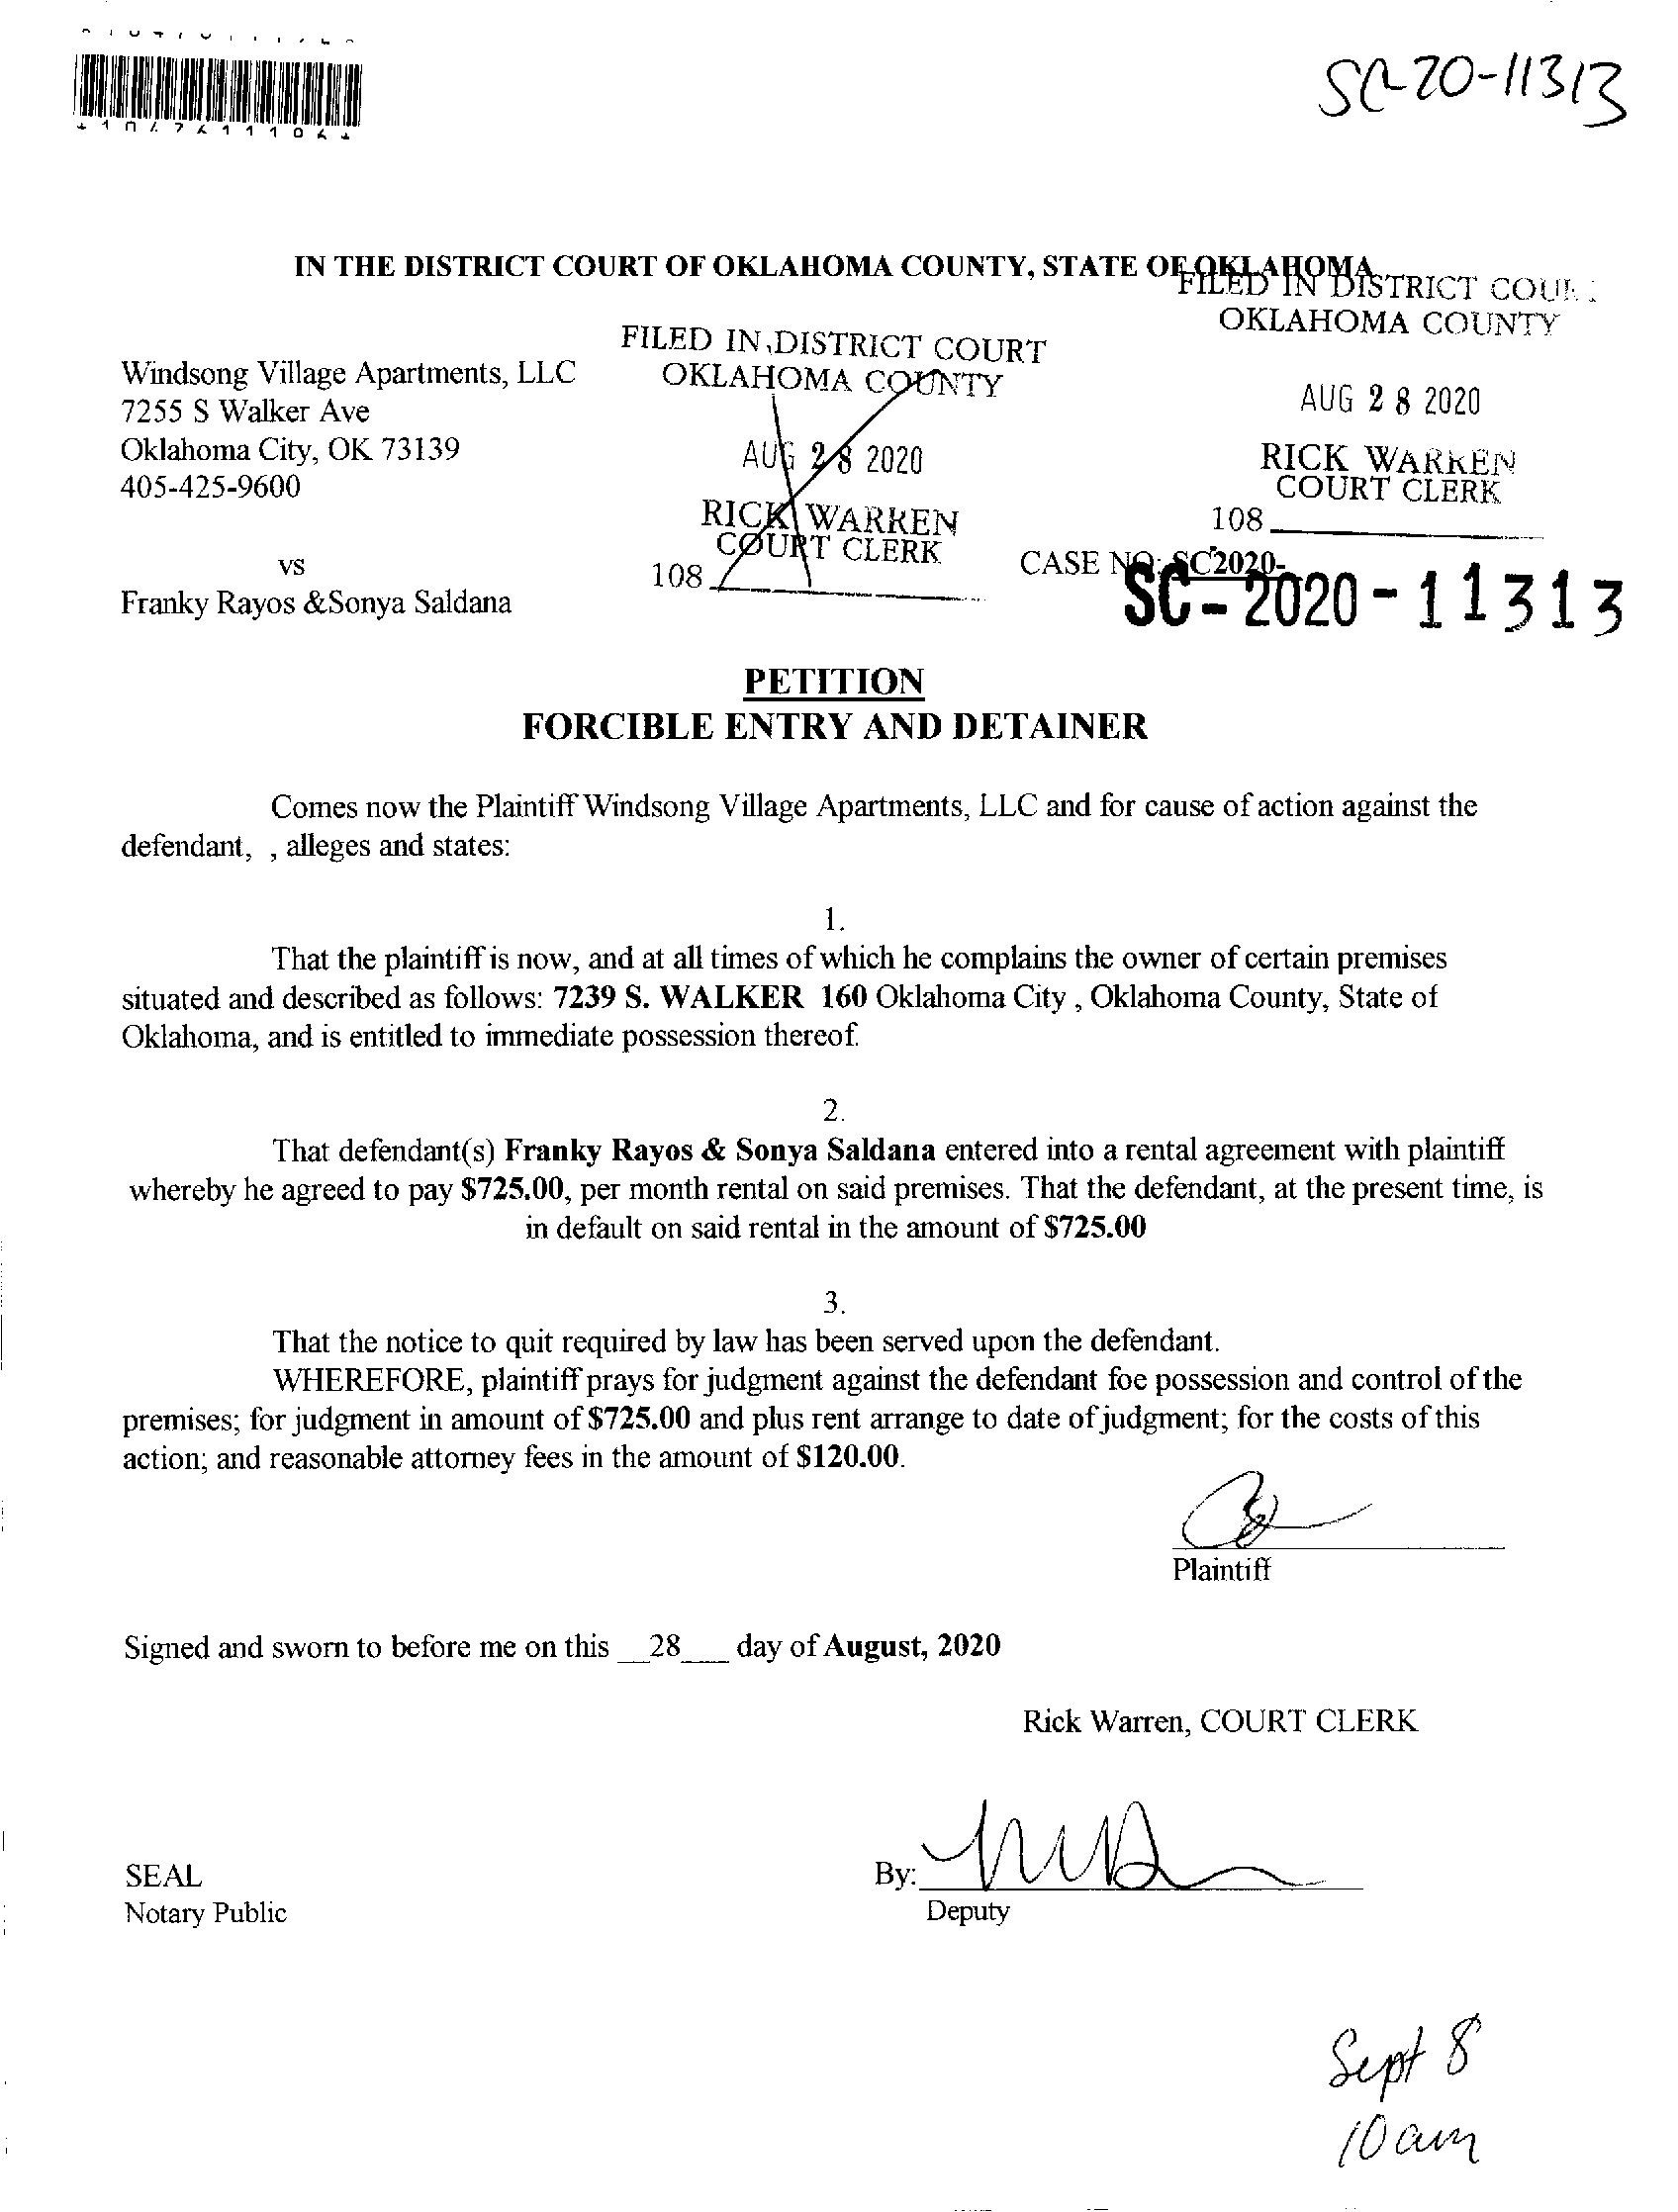 SC-20-11313
IN THE DISTRICT COURT OF OKLAHOMA COUNTY, STATE OF OKLAHOMA
FILED IN DISTRICT COURT
OKLAHOMA COUNTY
AUG 28 2020
RICK WARREN
COURT CLERK
108
FILED IN DISTRICT COURT
OKLAHOMA COUNTY
AUG 28 2020
RICK WARREN
COURT CLERK
108
Windsong Village Apartments, LLC
7255 S Walker Ave
Oklahoma City, OK 73139
405-425-9600
vs
Franky Rayos &Sonya Saldana
CASE NO: SC2020-
SC-2020-11313
PETITION
FORCIBLE ENTRY AND DETAINER
Comes now the Plaintiff Windsong Village Apartments, LLC and for cause of action against the
defendant, , alleges and states:
1.
That the plaintiff is now, and at all times of which he complains the owner of certain premises
situated and described as follows: 7239 S. WALKER 160 Oklahoma City , Oklahoma County, State of
Oklahoma, and is entitled to immediate possession thereof.
2.
That defendant(s) Franky Rayos & Sonya Saldana entered into a rental agreement with plaintiff
whereby he agreed to pay $725.00, per month rental on said premises. That the defendant, at the present time, is
in default on said rental in the amount of $725.00
3.
That the notice to quit required by law has been served upon the defendant.
WHEREFORE, plaintiff prays for judgment against the defendant foe possession and control of the
premises; for judgment in amount of $725.00 and plus rent arrange to date of judgment; for the costs of this
action; and reasonable attorney fees in the amount of $120.00.
Plaintiff
Signed and sworn to before me on this __28___ day of August, 2020
Rick Warren, COURT CLERK
By:
Deputy
SEAL
Notary Public
Sept 8
10am